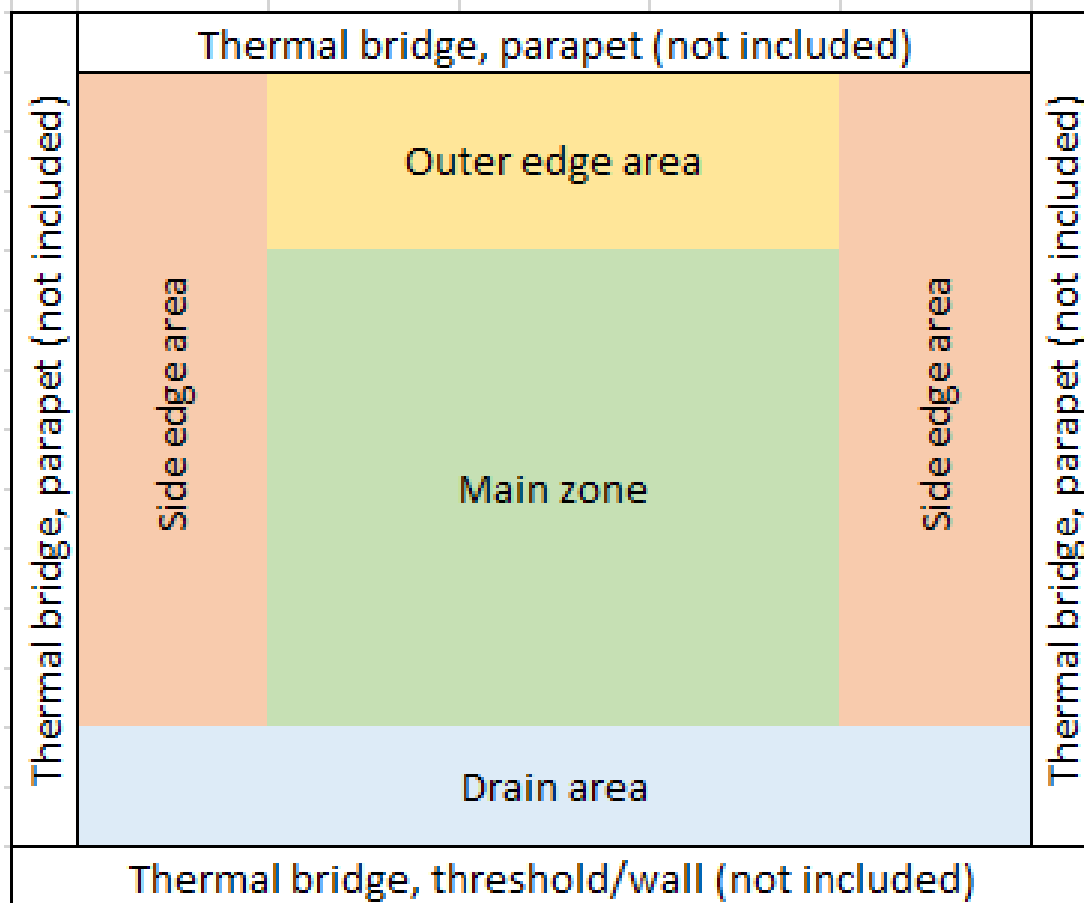 Thermal bridge, parapet (not included)
Thermal bridge, parapet (not included)
Outer edge area
Side edge area
Main zone
Side edge area
Thermal bridge, parapet (not included)
Drain area
Thermal bridge, threshold/wall (not included)